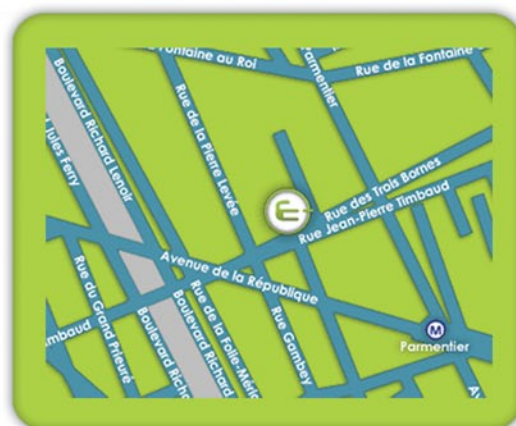 Fontaine au Roi
Parmentier
Rue de la Fontaine
Boulevard Richard Lenoir
Jules Ferry
Rue de la Pierre Levée
Rue des Trois Bornes
Rue Jean-Pierre Timbaud
Avenue de la République
Rue du Grand Prieuré
imbaud
Boulevard Richa
Boulevard Richard
Rue de la Folie-Méric
Rue Gambey
M
Parmentier
Av